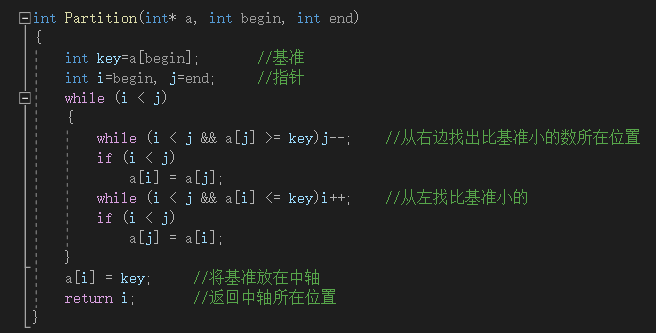 int Partition(int* a, int begin, int end)
{
int key=a[begin]; //基准
int i=begin, j=end; //指针
while (i < j)
{
while (i < j && a[j] >= key)j--; //从右边找出比基准小的数所在位置
if (i < j)
a[i] = a[j];
while (i < j && a[i] <= key)i++; //从左找比基准小的
if (i < j)
a[j] = a[i];
}
a[i] = key; //将基准放在中轴
return i; //返回中轴所在位置
}